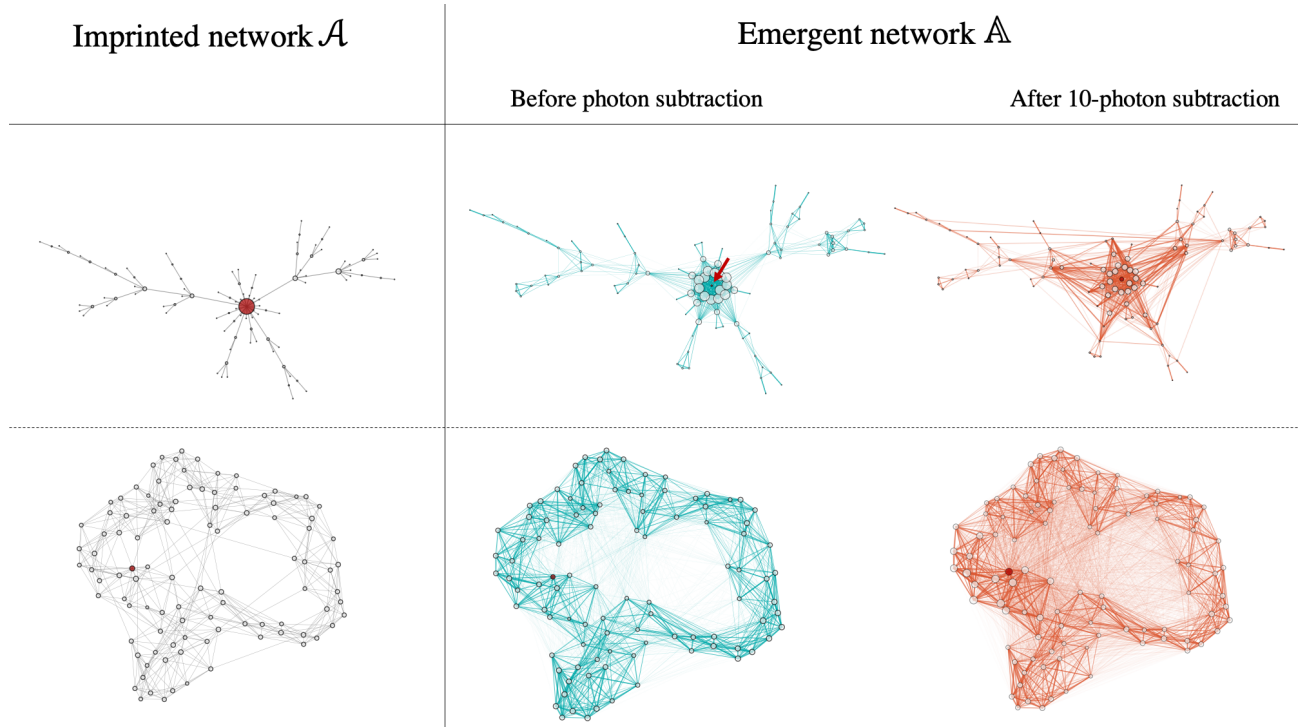 Imprinted network 𝒜
Emergent network 𝔸
Before photon subtraction
After 10-photon subtraction